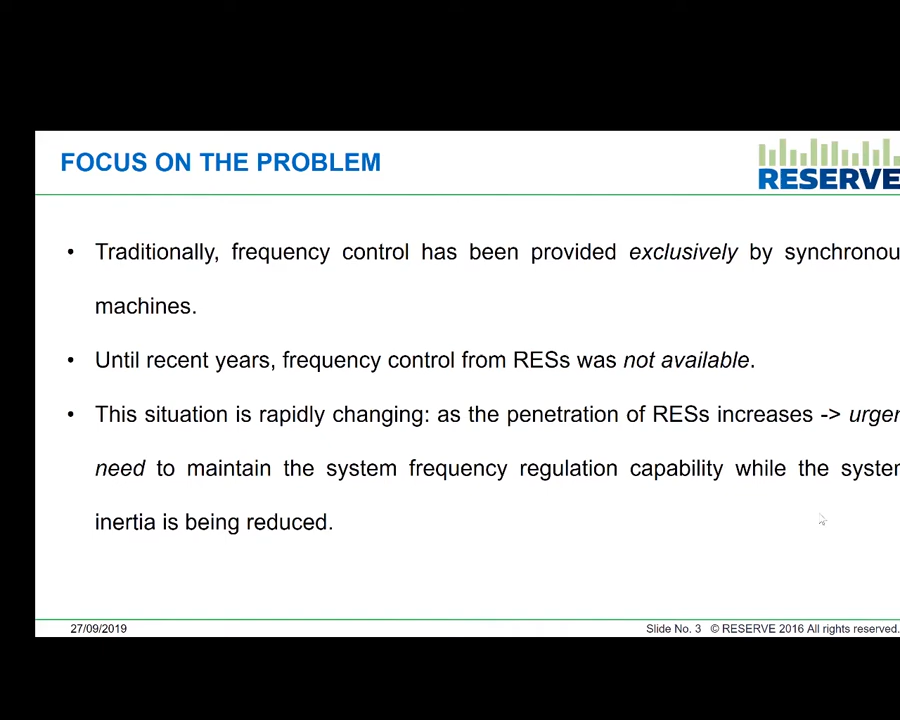 FOCUS ON THE PROBLEM
RESERVE
• Traditionally, frequency control has been provided exclusively by synchronou
machines.
• Until recent years, frequency control from RESs was not available.
• This situation is rapidly changing: as the penetration of RESs increases -> urger
need to maintain the system frequency regulation capability while the syster
inertia is being reduced.
27/09/2019
Slide No. 3 © RESERVE 2016 All rights reserved.